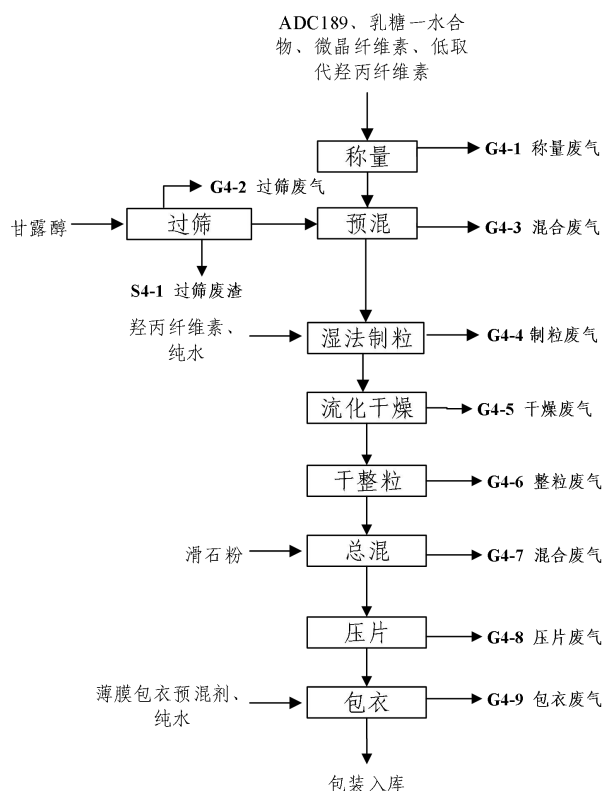 ADC189、乳糖一水合
物、微晶纤维素、低取
代羟丙纤维素
称量
G4-1 称量废气
G4-2 过筛废气
甘露醇
过筛
预混
G4-3 混合废气
S4-1 过筛废渣
羟丙纤维素、
纯水
湿法制粒
G4-4 制粒废气
流化干燥
G4-5 干燥废气
干整粒
G4-6 整粒废气
滑石粉
总混
G4-7 混合废气
压片
G4-8 压片废气
薄膜包衣预混剂、
纯水
包衣
G4-9 包衣废气
包装入库